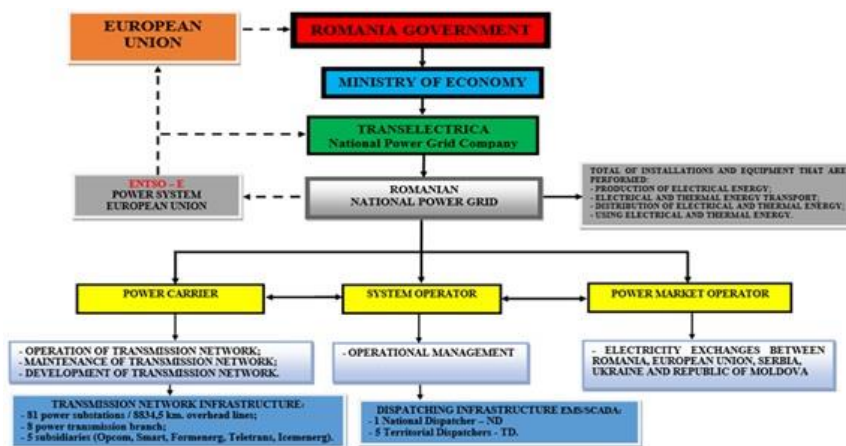 EUROPEAN
UNION
ROMANIA GOVERNMENT
MINISTRY OF ECONOMY
TRANSELECTRICA
National Power Grid Company
ENTSO – E
POWER SYSTEM
EUROPEAN UNION
ROMANIAN
NATIONAL POWER GRID
TOTAL OF INSTALLATIONS AND EQUIPMENT THAT ARE
PERFORMED:
- PRODUCTION OF ELECTRICAL ENERGY;
- ELECTRICAL AND THERMAL ENERGY TRANSPORT;
- DISTRIBUTION OF ELECTRICAL AND THERMAL ENERGY;
- USING ELECTRICAL AND THERMAL ENERGY.
POWER CARRIER
SYSTEM OPERATOR
POWER MARKET OPERATOR
- OPERATION OF TRANSMISSION NETWORK;
- MAINTENANCE OF TRANSMISSION NETWORK;
- DEVELOPMENT OF TRANSMISSION NETWORK.
- OPERATIONAL MANAGEMENT
- ELECTRICITY EXCHANGES BETWEEN
ROMANIA, EUROPEAN UNION, SERBIA,
UKRAINE AND REPUBLIC OF MOLDOVA
TRANSMISSION NETWORK INFRASTRUCTURE:
- 81 power substations / 8834,5 km. overhead lines;
- 8 power transmission branch;
- 5 subsidiaries (Opcom, Smart, Formenerg, Teletrans, Icemenerg).
DISPATCHING INFRASTRUCTURE EMS/SCADA:
- 1 National Dispatcher – ND
- 5 Territorial Dispatchers - TD.